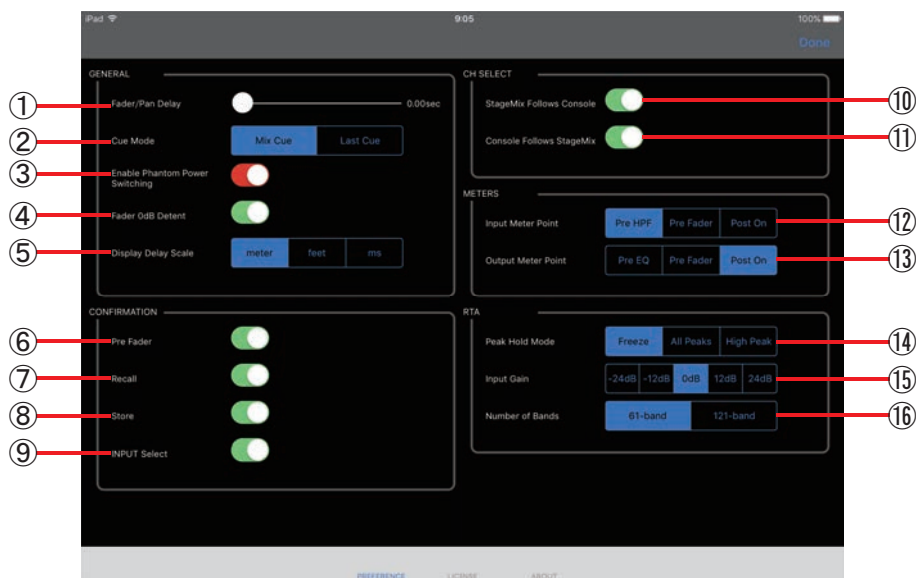 iPad 9:05 100%
Done
GENERAL
① Fader/Pan Delay 0.00sec
② Cue Mode Mix Cue Last Cue
③ Enable Phantom Power
Switching
④ Fader 0dB Detent
⑤ Display Delay Scale meter feet ms
CONFIRMATION
⑥ Pre Fader
⑦ Recall
⑧ Store
⑨ INPUT Select
CH SELECT
StageMix Follows Console ⑩
Console Follows StageMix ⑪
METERS
Input Meter Point Pre HPF Pre Fader Post On ⑫
Output Meter Point Pre EQ Pre Fader Post On ⑬
RTA
Peak Hold Mode Freeze All Peaks High Peak ⑭
Input Gain -24dB -12dB 0dB 12dB 24dB ⑮
Number of Bands 61-band 121-band ⑯
PREFERENCE LICENSE ABOUT